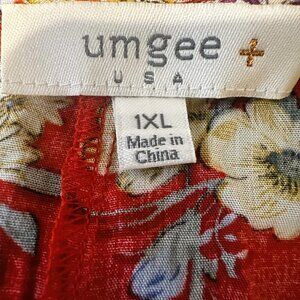 umgee +
USA
1XL
Made in
China